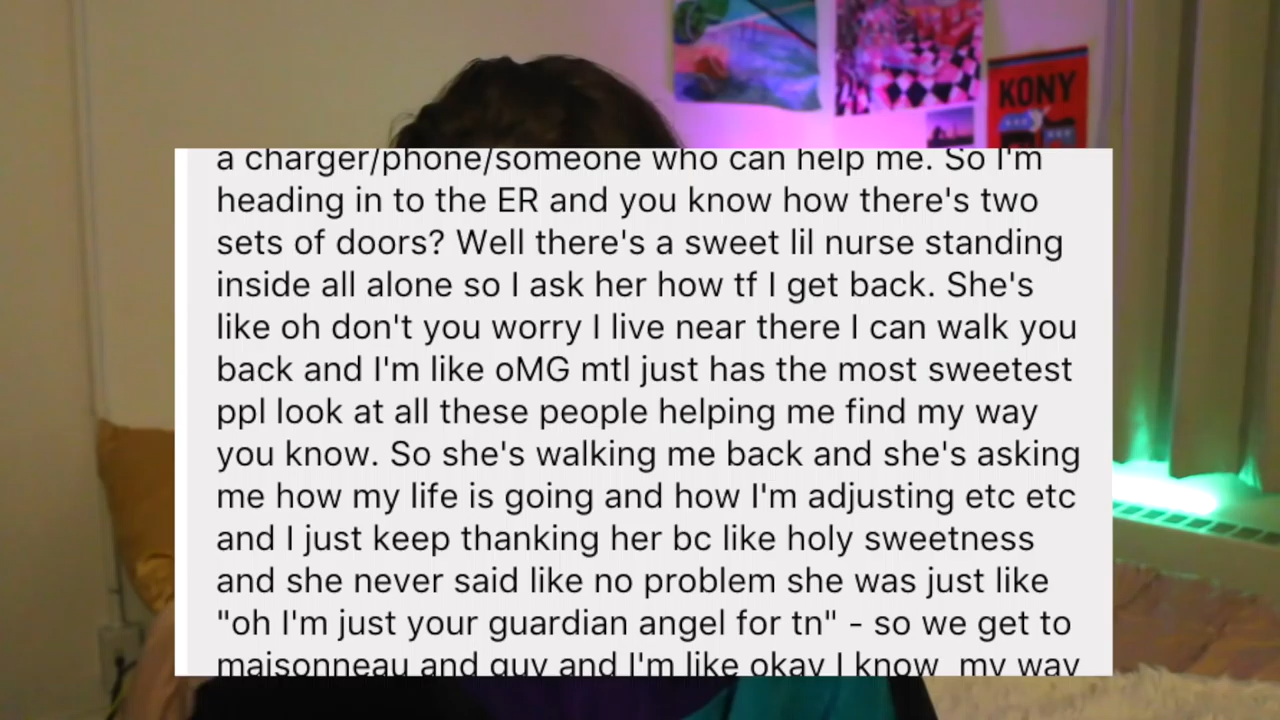 KONY
a charger/phone/someone who can help me. So I'm
heading in to the ER and you know how there's two
sets of doors? Well there's a sweet lil nurse standing
inside all alone so I ask her how tf I get back. She's
like oh don't you worry I live near there I can walk you
back and I'm like oMG mtl just has the most sweetest
ppl look at all these people helping me find my way
you know. So she's walking me back and she's asking
me how my life is going and how I'm adjusting etc etc
and I just keep thanking her bc like holy sweetness
and she never said like no problem she was just like
"oh I'm just your guardian angel for tn" - so we get to
maisonneau and guy and I'm like okay I know my way